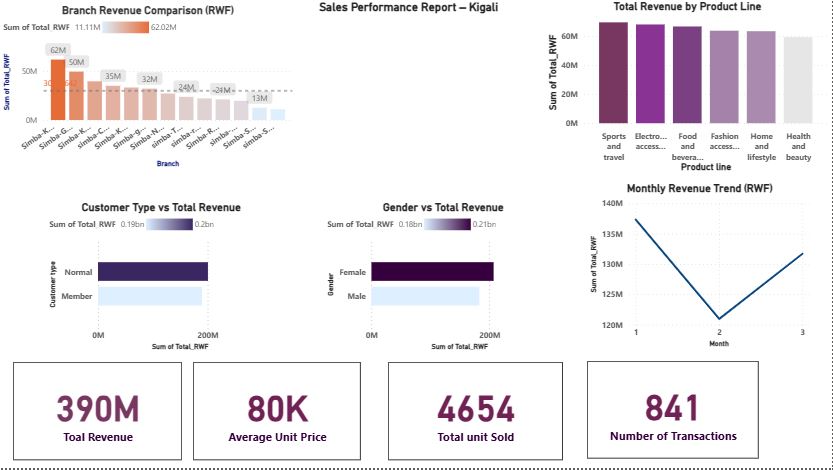 Sales Performance Report – Kigali
Branch Revenue Comparison (RWF)
Sum of Total_RWF 11.11M 62.02M
Sum of Total_RWF
50M
0M
62M
50M
35M
32M
24M
21M
13M
Simba-K...
Simba-G...
Simba-K...
Simba-C...
Simba-K...
Simba-g...
Simba-N...
Simba-T...
Simba-r...
Simba-R...
Simba-...
Simba-S...
Simba-S...
Branch
Total Revenue by Product Line
Sum of Total_RWF
60M
40M
20M
0M
Sports and travel
Electro... access...
Food and bevera...
Fashion access...
Home and lifestyle
Health and beauty
Product line
Customer Type vs Total Revenue
Sum of Total_RWF 0.19bn 0.2bn
Customer type
Normal
Member
0M 200M
Sum of Total_RWF
Gender vs Total Revenue
Sum of Total_RWF 0.18bn 0.21bn
Gender
Female
Male
0M 200M
Sum of Total_RWF
Monthly Revenue Trend (RWF)
Sum of Total_RWF
140M
135M
130M
125M
120M
1 2 3
Month
390M
Toal Revenue
80K
Average Unit Price
4654
Total unit Sold
841
Number of Transactions